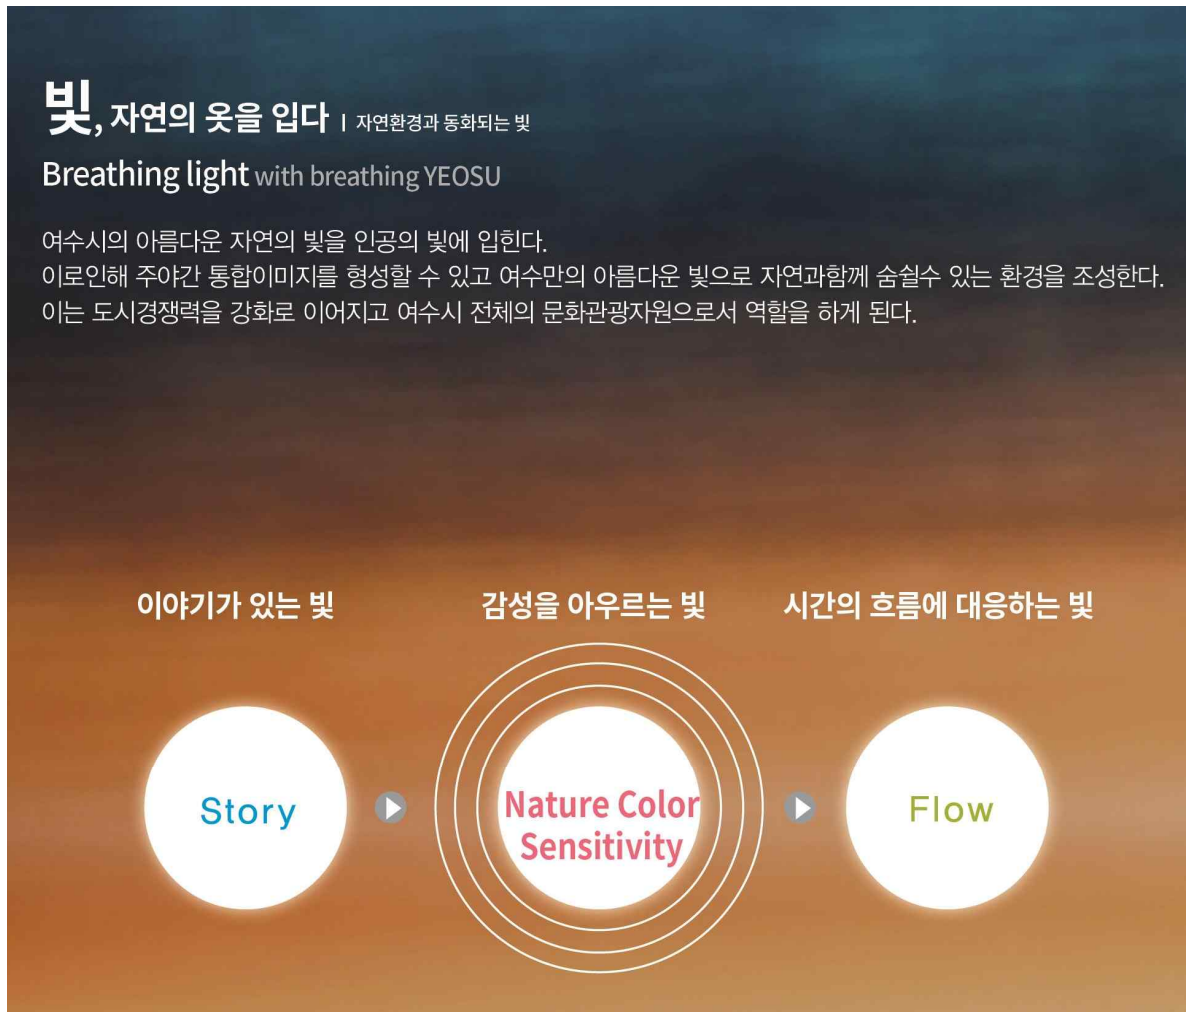 빛, 자연의 옷을 입다 | 자연환경과 동화되는 빛
Breathing light with breathing YEOSU
여수시의 아름다운 자연의 빛을 인공의 빛에 입힌다.
이로인해 주야간 통합이미지를 형성할 수 있고 여수만의 아름다운 빛으로 자연과함께 숨쉴수 있는 환경을 조성한다.
이는 도시경쟁력을 강화로 이어지고 여수시 전체의 문화관광자원으로서 역할을 하게 된다.
이야기가 있는 빛
감성을 아우르는 빛
시간의 흐름에 대응하는 빛
Story
Nature Color
Sensitivity
Flow